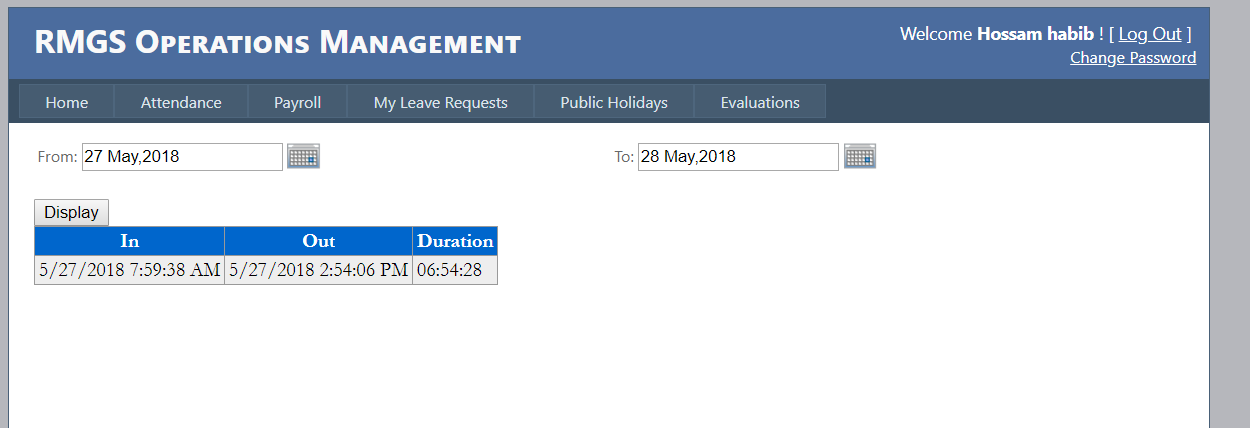 RMGS Operations Management
Welcome Hossam habib ! [ Log Out ]
Change Password
Home Attendance Payroll My Leave Requests Public Holidays Evaluations
From: 27 May,2018 To: 28 May,2018
Display
In Out Duration
5/27/2018 7:59:38 AM 5/27/2018 2:54:06 PM 06:54:28